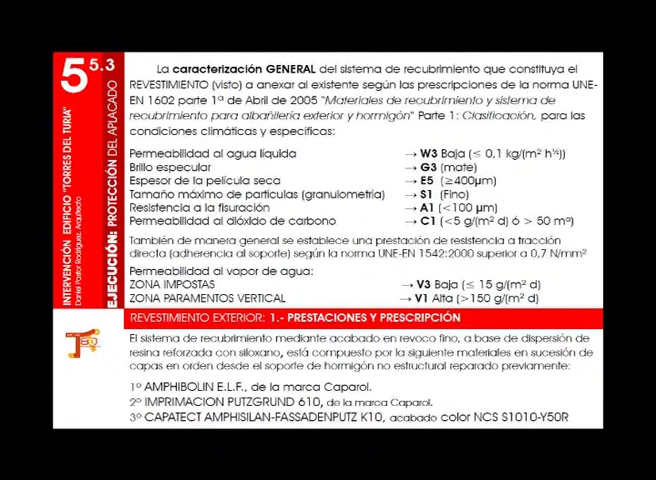 5 5.3
INTERVENCIÓN EDIFICIO "TORRES DEL TURIA"
Daniel Pastor Rodríguez, Arquitecto
EJECUCIÓN: PROTECCIÓN DEL APLACADO
La caracterización GENERAL del sistema de recubrimiento que constituya el
REVESTIMIENTO (visto) a anexar al existente según las prescripciones de la norma UNE-
EN 1602 parte 1ª de Abril de 2005 "Materiales de recubrimiento y sistema de
recubrimiento para albañilería exterior y hormigón" Parte 1: Clasificación, para las
condiciones climáticas y específicas:
Permeabilidad al agua líquida → W3 Baja (≤ 0,1 kg/(m² h½))
Brillo especular → G3 (mate)
Espesor de la película seca → E5 (≥400µm)
Tamaño máximo de partículas (granulometría) → S1 (Fino)
Resistencia a la fisuración → A1 (<100 µm)
Permeabilidad al dióxido de carbono → C1 (<5 g/(m² d) ó > 50 mª)
También de manera general se establece una prestación de resistencia a tracción
directa (adherencia al soporte) según la norma UNE-EN 1542:2000 superior a 0,7 N/mm²
Permeabilidad al vapor de agua:
ZONA IMPOSTAS → V3 Baja (≤ 15 g/(m² d)
ZONA PARAMENTOS VERTICAL → V1 Alta (>150 g/(m² d)
REVESTIMIENTO EXTERIOR: 1.- PRESTACIONES Y PRESCRIPCIÓN
El sistema de recubrimiento mediante acabado en revoco fino, a base de dispersión de
resina reforzada con siloxano, está compuesto por la siguiente materiales en sucesión de
capas en orden desde el soporte de hormigón no estructural reparado previamente:
1º AMPHIBOLIN E.L.F., de la marca Caparol.
2º IMPRIMACION PUTZGRUND 610, de la marca Caparol.
3º CAPATECT AMPHISILAN-FASSADENPUTZ K10, acabado color NCS S1010-Y50R